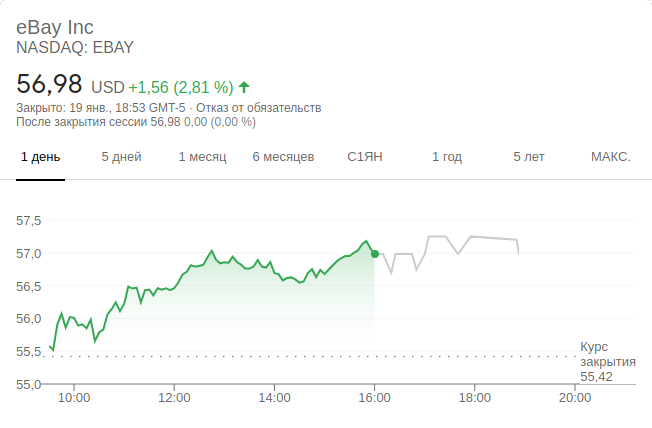 eBay Inc
NASDAQ: EBAY
56,98 USD +1,56 (2,81 %)
Закрыто: 19 янв., 18:53 GMT-5 · Отказ от обязательств
После закрытия сессии 56,98 0,00 (0,00 %)
1 день 5 дней 1 месяц 6 месяцев С1ЯН 1 год 5 лет МАКС.
57,5
57,0
56,5
56,0
55,5
55,0
Курс
закрытия
55,42
10:00 12:00 14:00 16:00 18:00 20:00